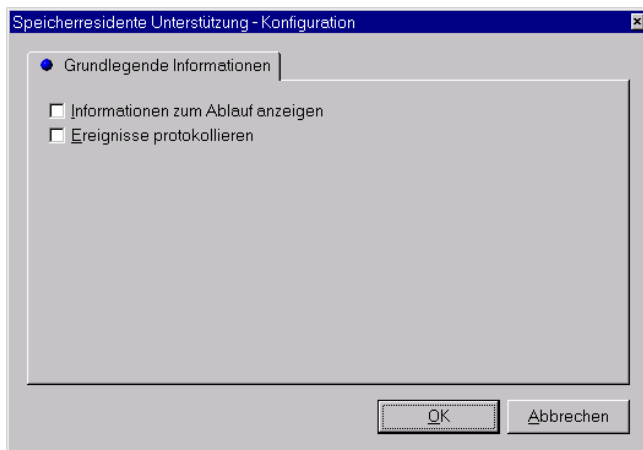 Speicherresidente Unterstützung - Konfiguration
Grundlegende Informationen
Informationen zum Ablauf anzeigen
Ereignisse protokollieren
OK
Abbrechen